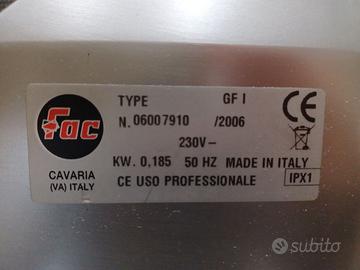 Fac
CAVARIA
(VA) ITALY
TYPE GF I
N. 06007910 /2006
230V~
KW. 0,185 50 HZ MADE IN ITALY
CE USO PROFESSIONALE IPX1
CE
subito